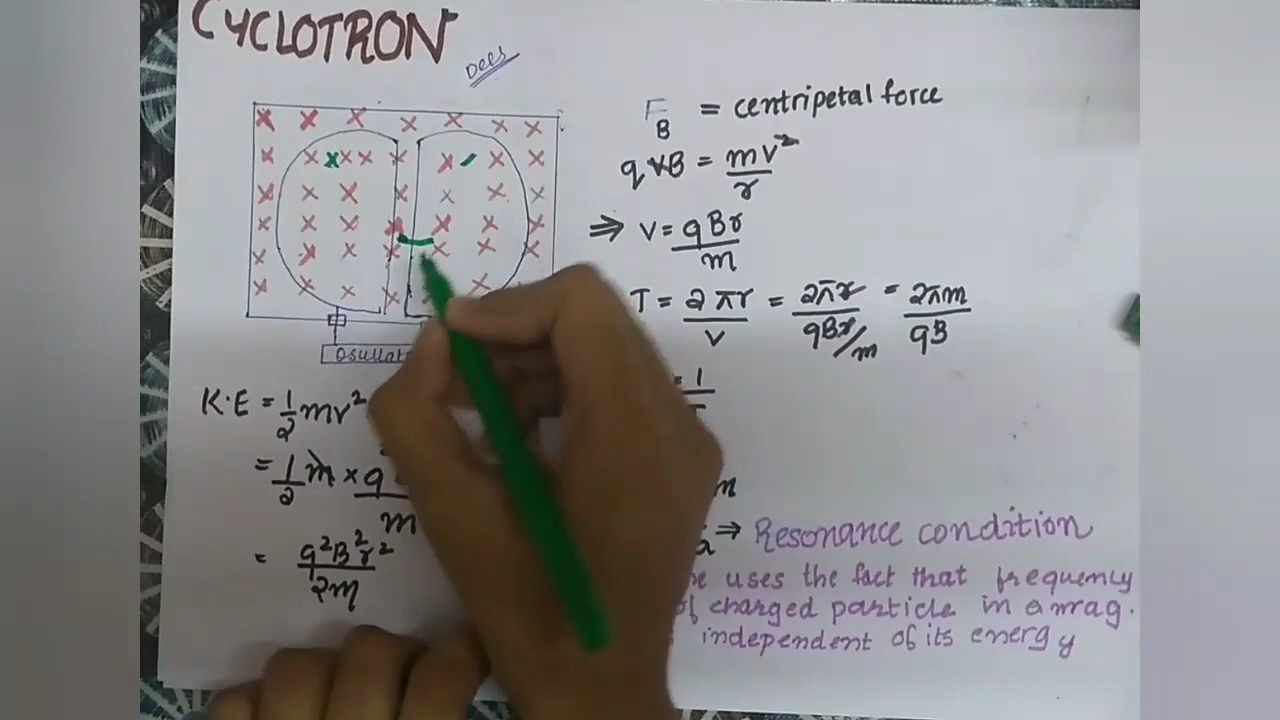 CYCLOTRON
Dees
F_B = centripetal force
qvB = mv²/r
⇒ v = qBr/m
T = 2πr/v = 2πr/qBr/m = 2πm/qB
= 1
K.E = 1/2 mv²
= 1/2 m × q
m
= q²B²r²/2m
m
⇒ Resonance condition
uses the fact that frequency
of charged particle in a mag.
independent of its energy